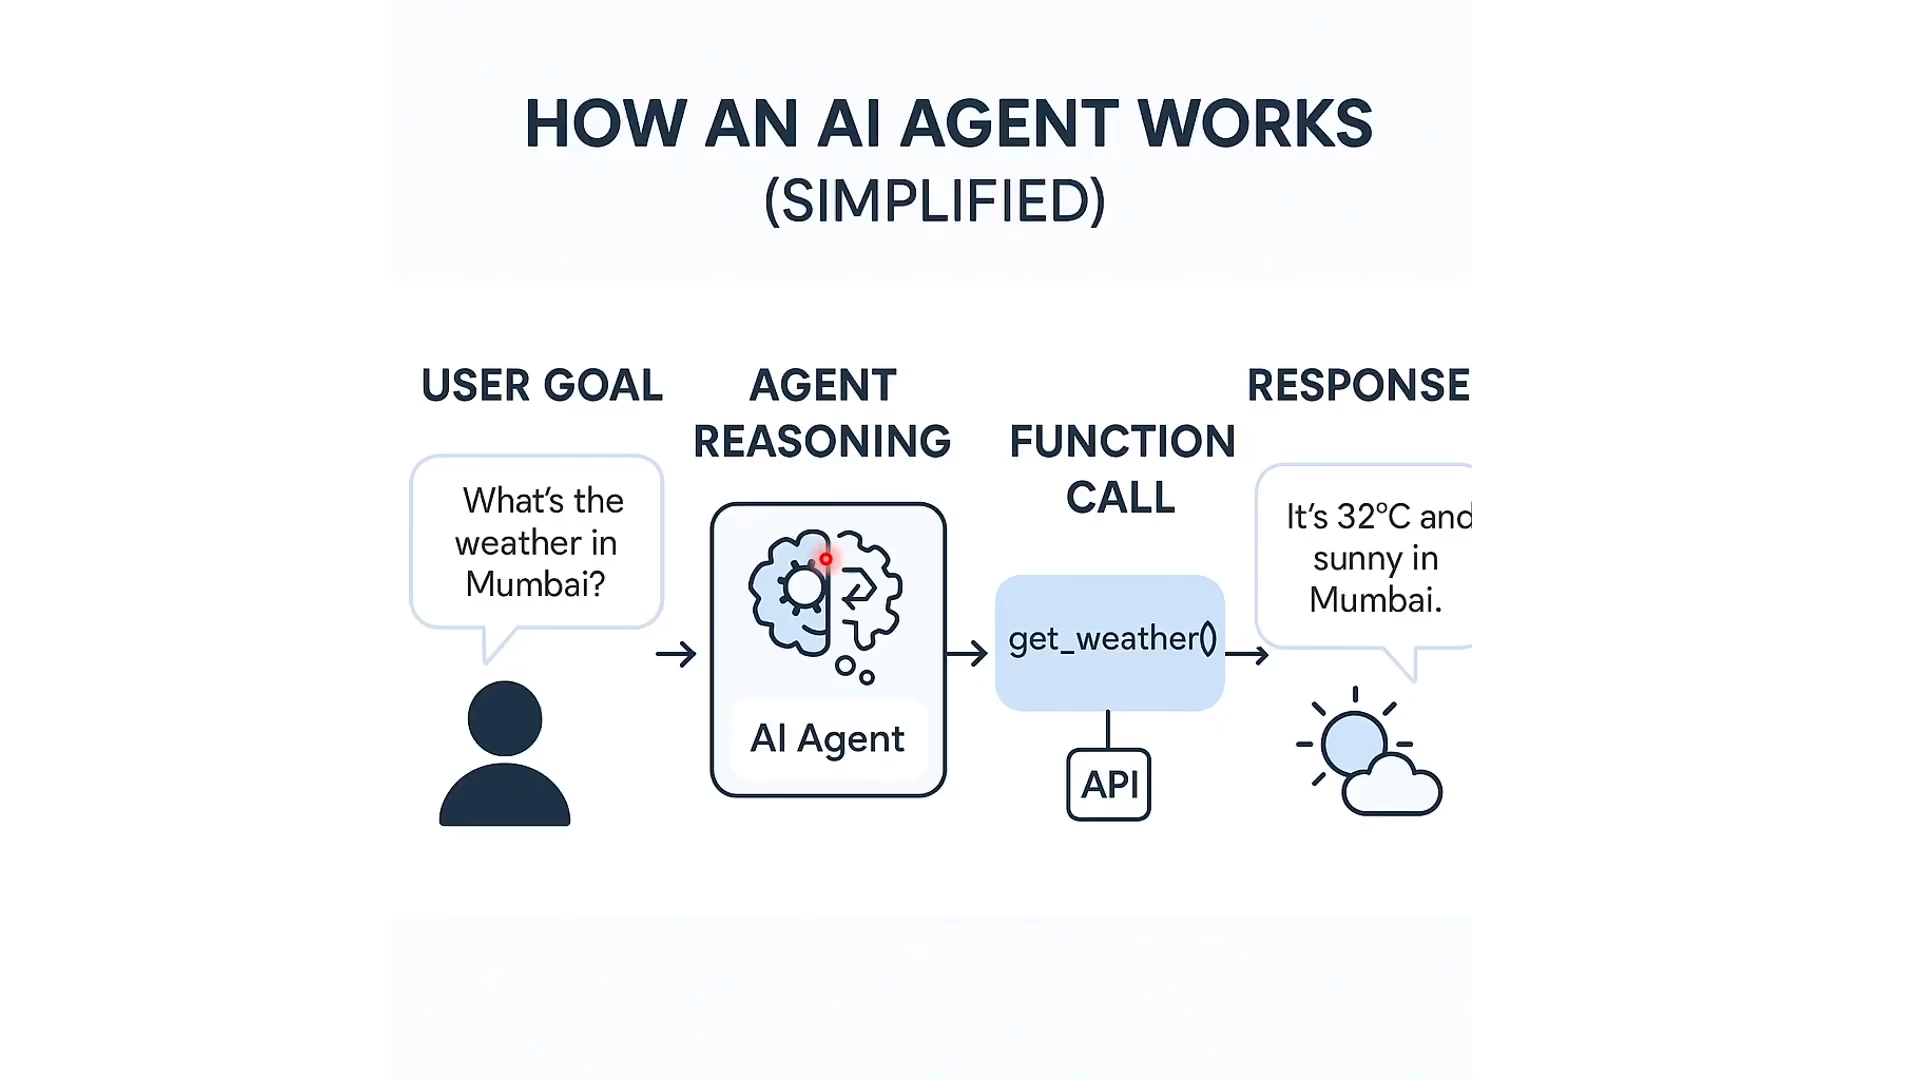 HOW AN AI AGENT WORKS
(SIMPLIFIED)
USER GOAL
What's the
weather in
Mumbai?
AGENT
REASONING
AI Agent
FUNCTION
CALL
get_weather()
API
RESPONSE
It's 32°C and
sunny in
Mumbai.